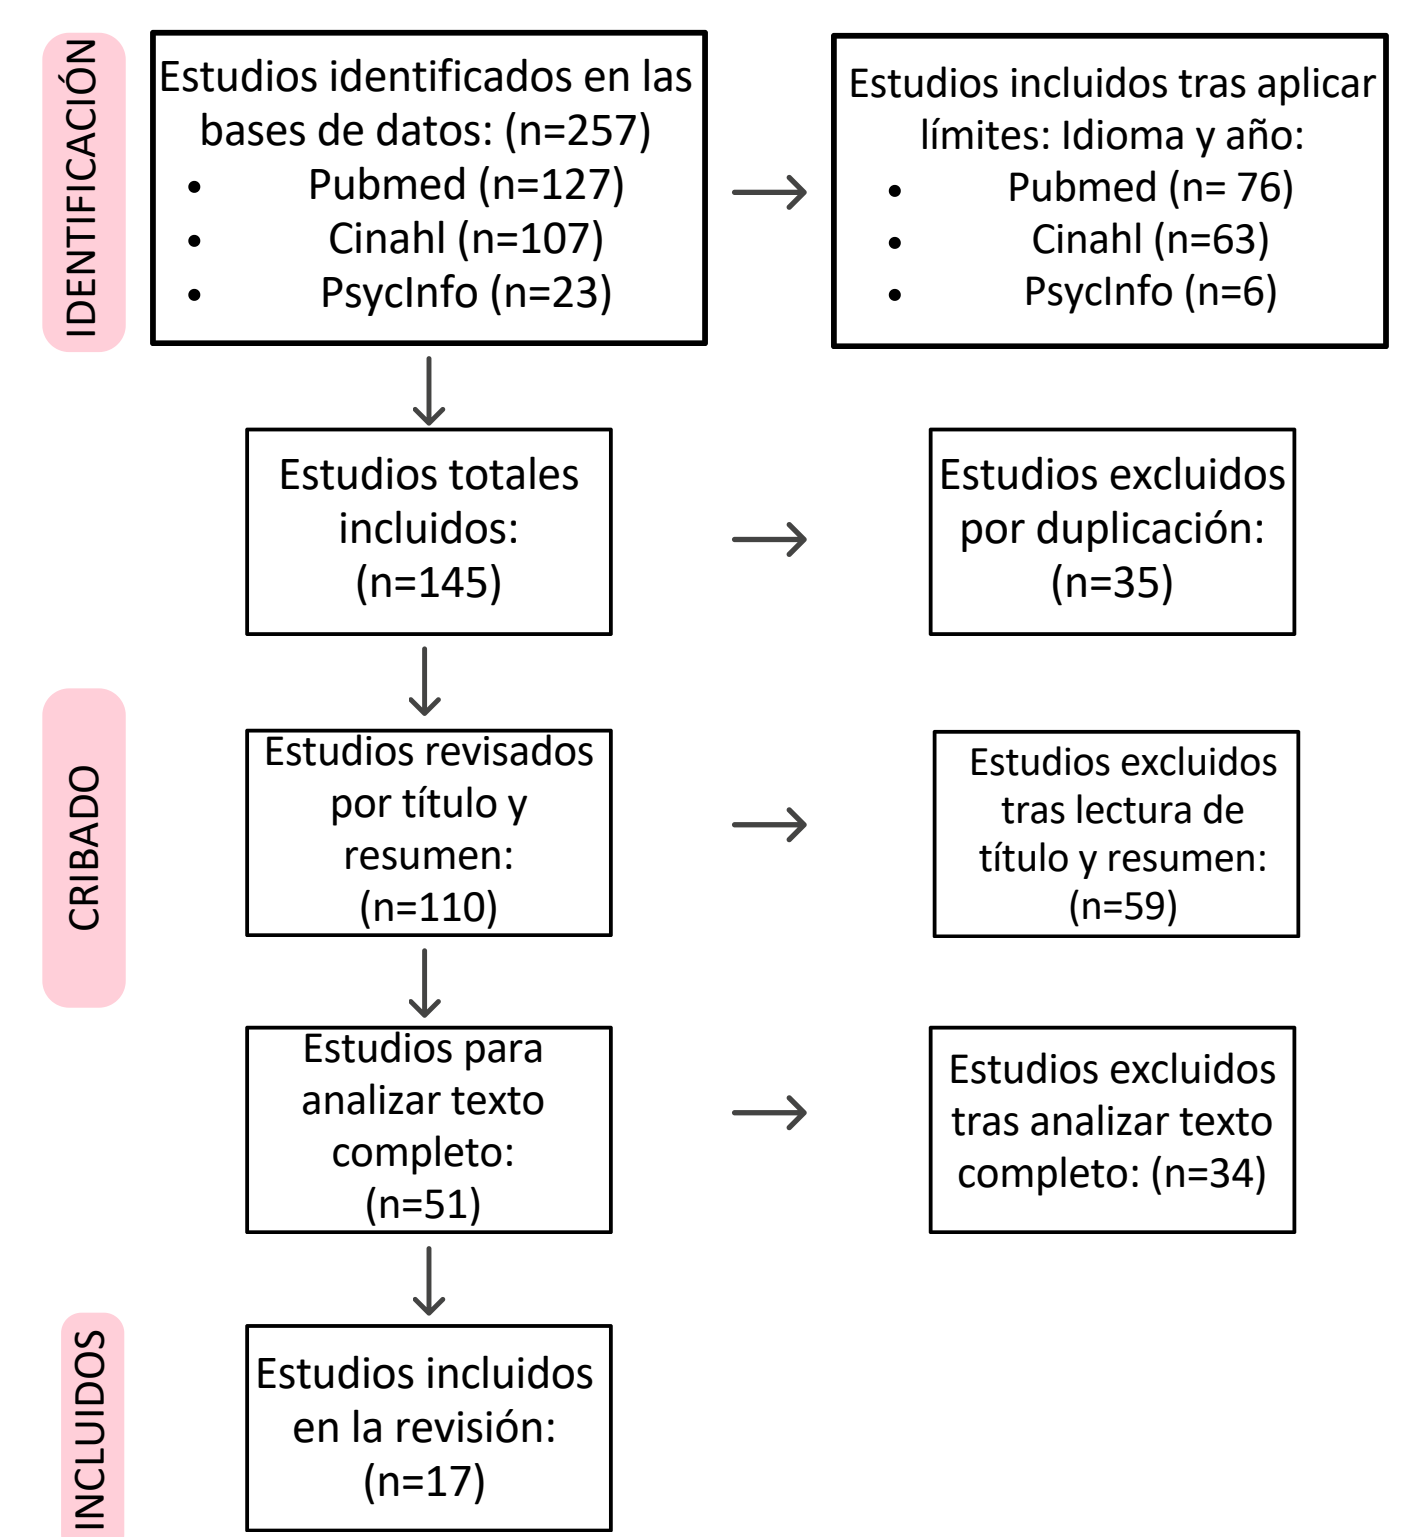 IDENTIFICACIÓN
Estudios identificados en las
bases de datos: (n=257)
• Pubmed (n=127)
• Cinahl (n=107)
• PsycInfo (n=23)
Estudios incluidos tras aplicar
límites: Idioma y año:
• Pubmed (n= 76)
• Cinahl (n=63)
• PsycInfo (n=6)
Estudios totales
incluidos:
(n=145)
Estudios excluidos
por duplicación:
(n=35)
CRIBADO
Estudios revisados
por título y
resumen:
(n=110)
Estudios excluidos
tras lectura de
título y resumen:
(n=59)
Estudios para
analizar texto
completo:
(n=51)
Estudios excluidos
tras analizar texto
completo: (n=34)
INCLUIDOS
Estudios incluidos
en la revisión:
(n=17)